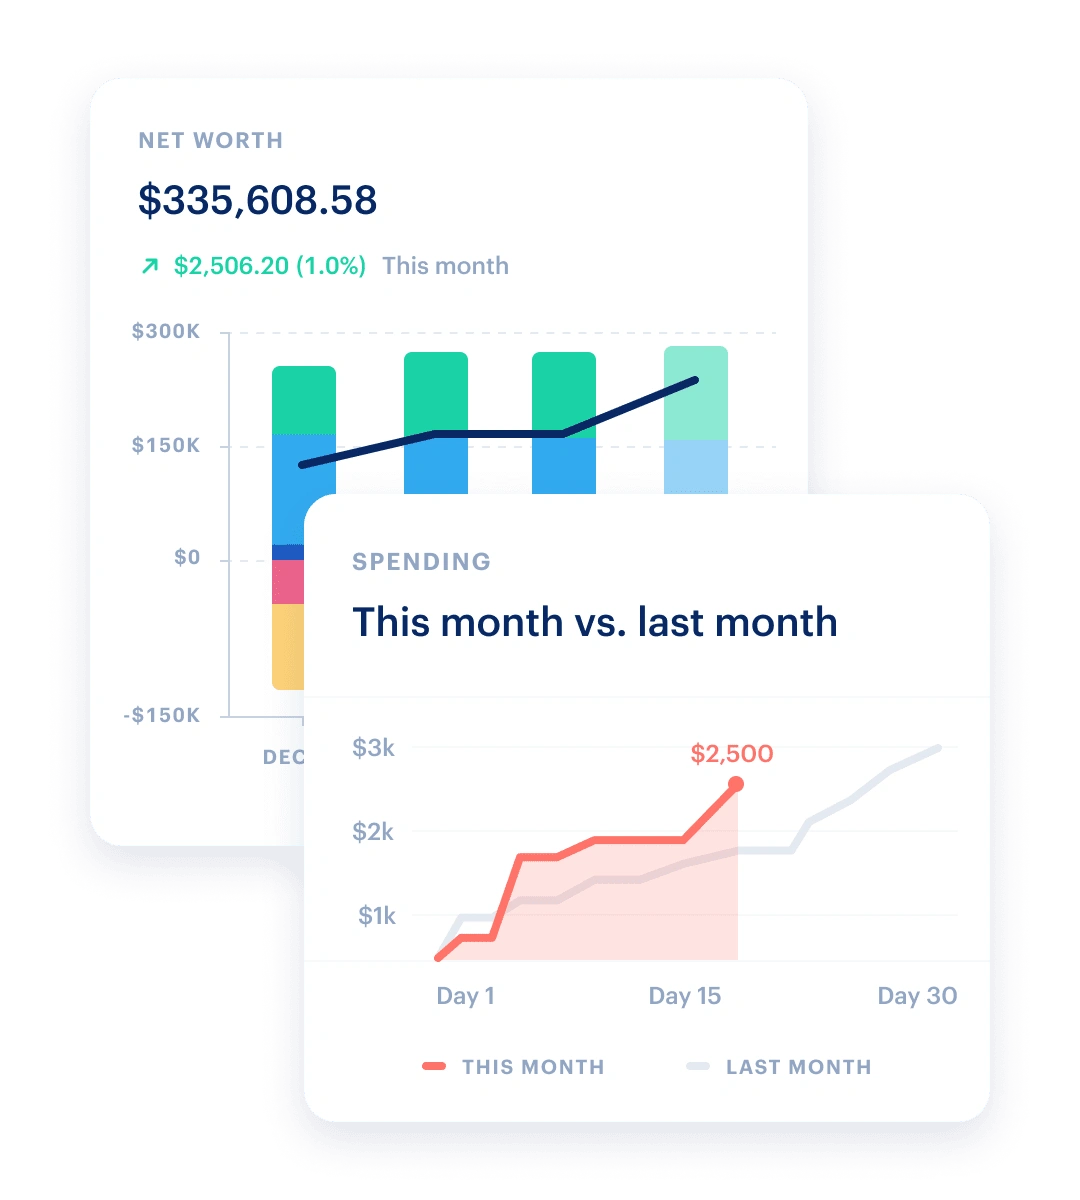 NET WORTH
$335,608.58
$2,506.20 (1.0%) This month
$300K
$150K
$0
-$150K
DEC
SPENDING
This month vs. last month
$3k
$2,500
$2k
$1k
Day 1 Day 15 Day 30
THIS MONTH LAST MONTH